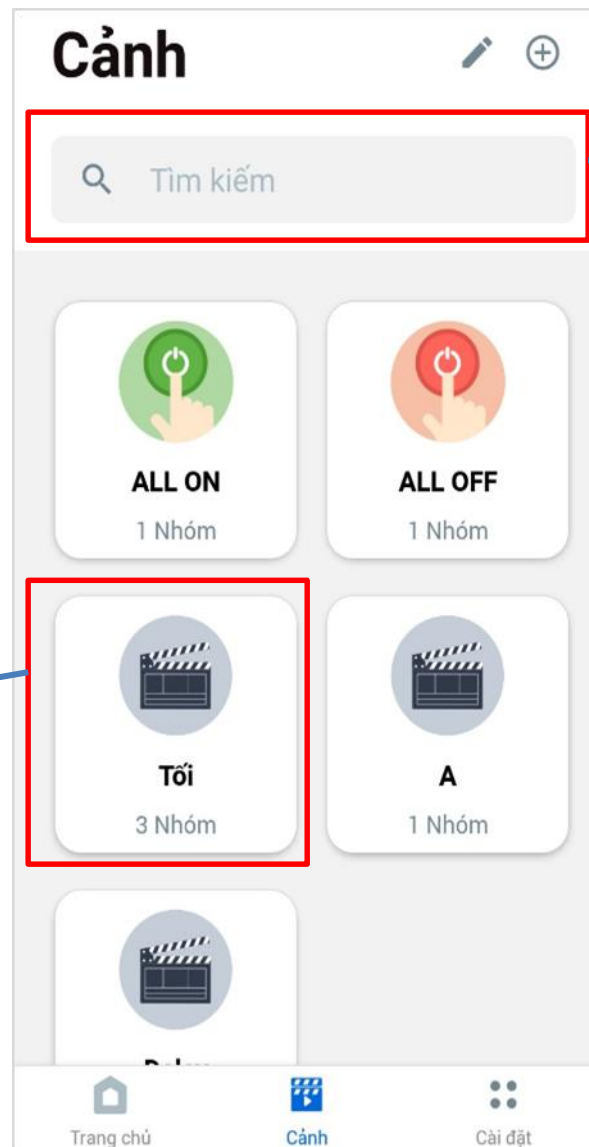 Cảnh
Tìm kiếm
ALL ON
1 Nhóm
ALL OFF
1 Nhóm
Tối
3 Nhóm
A
1 Nhóm
Trang chủ
Cảnh
Cài đặt